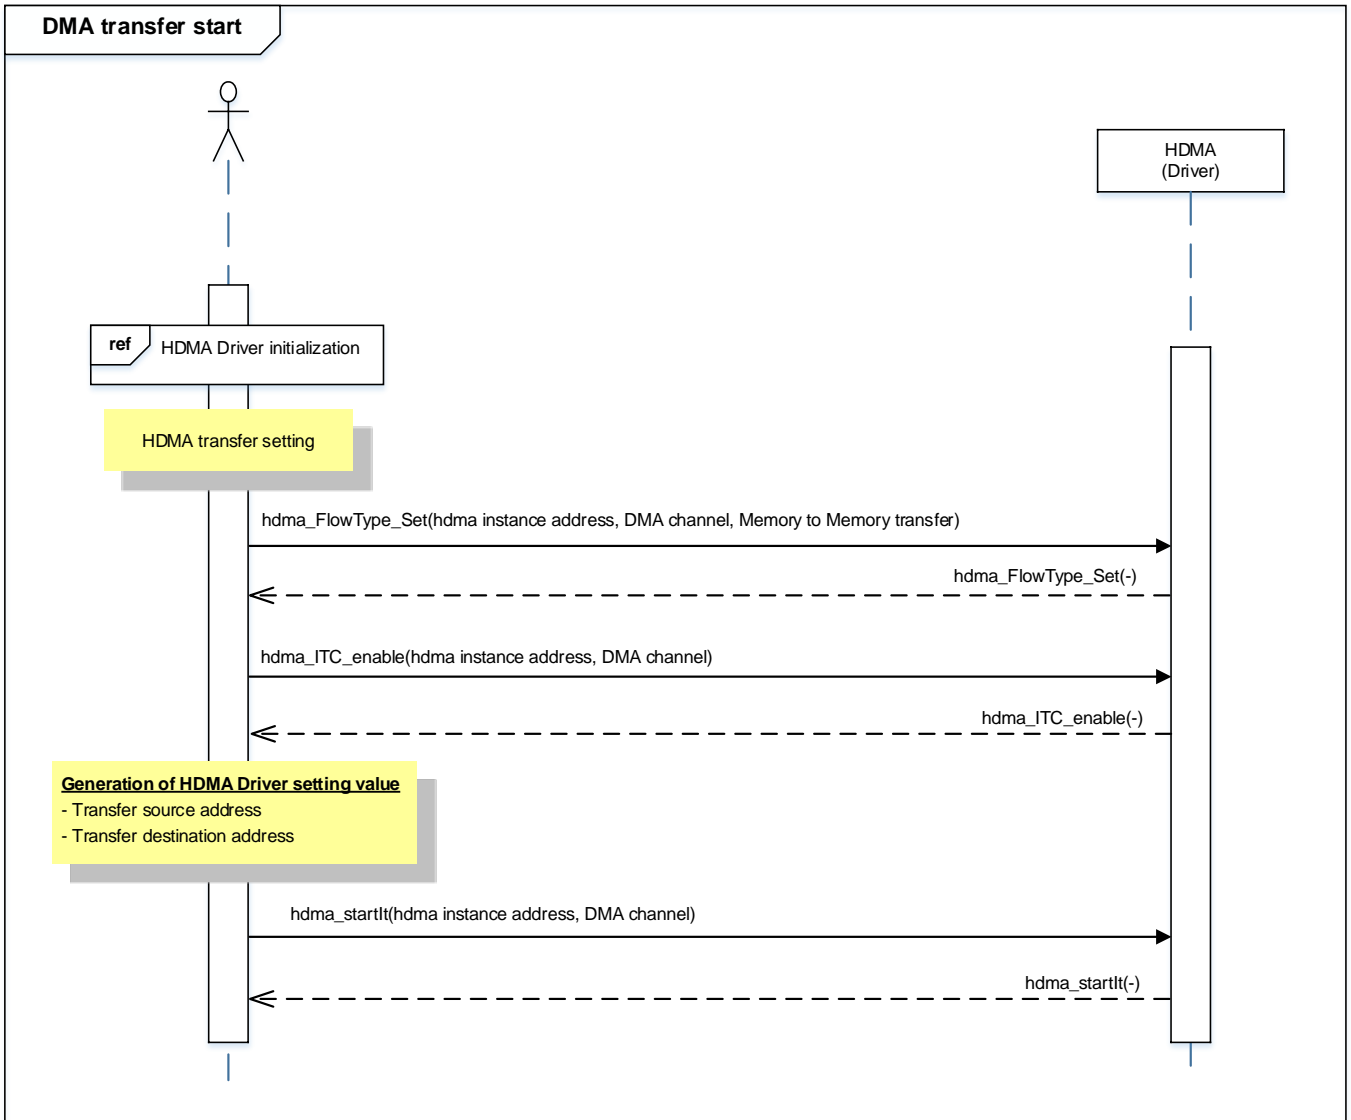 DMA transfer start
HDMA
(Driver)
ref
HDMA Driver initialization
HDMA transfer setting
hdma_FlowType_Set(hdma instance address, DMA channel, Memory to Memory transfer)
hdma_FlowType_Set(-)
hdma_ITC_enable(hdma instance address, DMA channel)
hdma_ITC_enable(-)
Generation of HDMA Driver setting value
- Transfer source address
- Transfer destination address
hdma_startIt(hdma instance address, DMA channel)
hdma_startIt(-)